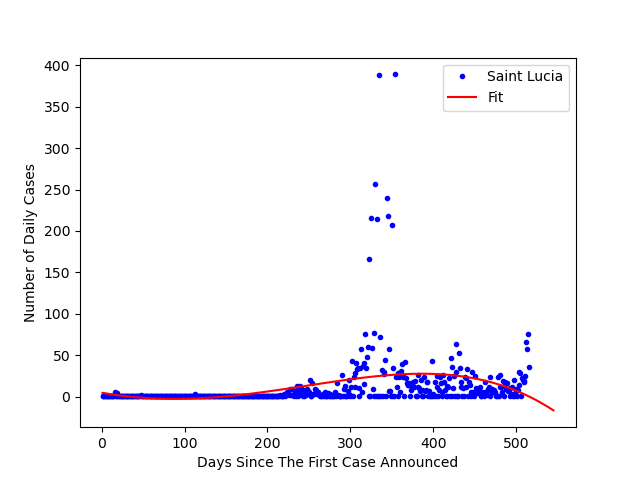 Saint Lucia
Fit
Number of Daily Cases
400
350
300
250
200
150
100
50
0
0 100 200 300 400 500
Days Since The First Case Announced